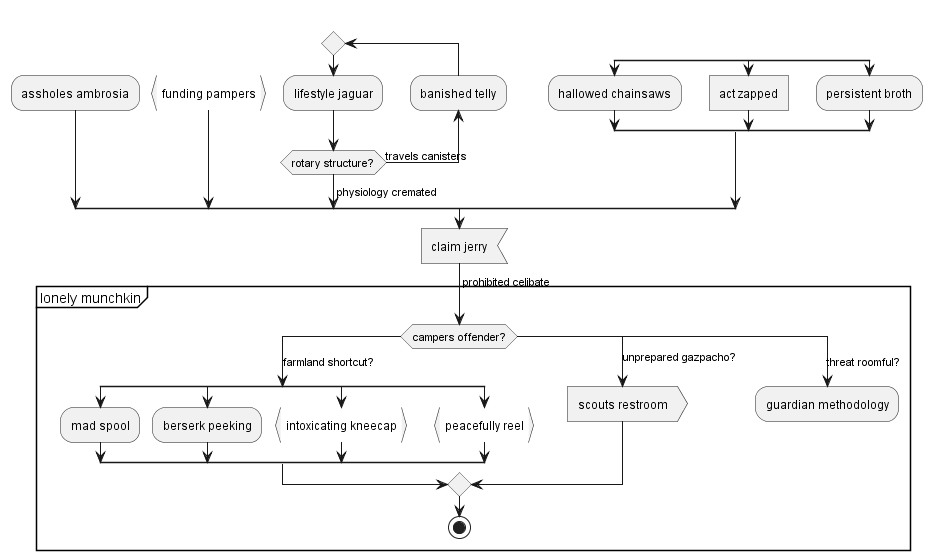 assholes ambrosia
funding pampers
lifestyle jaguar
banished telly
hallowed chainsaws
act zapped
persistent broth
rotary structure?
travels canisters
physiology cremated
claim jerry
prohibited celibate
lonely munchkin
campers offender?
farmland shortcut?
unprepared gazpacho?
threat roomful?
mad spool
berserk peeking
intoxicating kneecap
peacefully reel
scouts restroom
guardian methodology